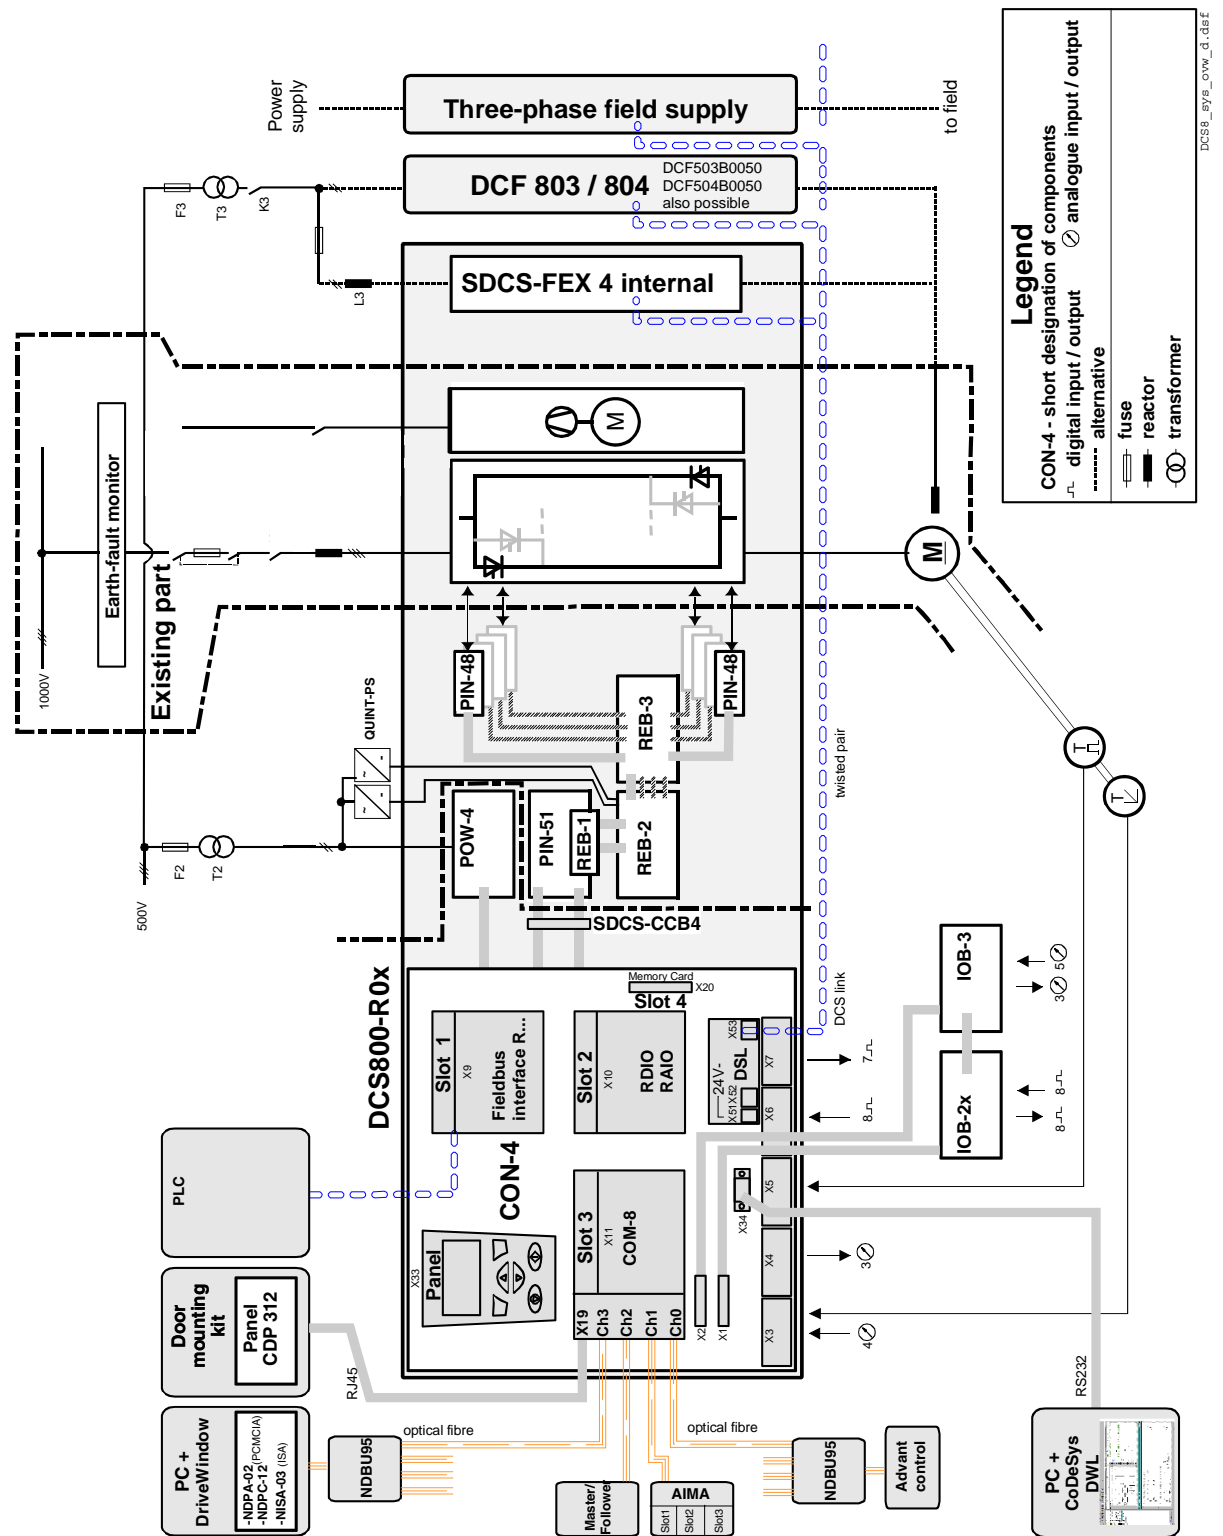 Power
supply
Three-phase field supply
to field
DCF 803 / 804
DCF503B0050
DCF504B0050
also possible
F3
T3
K3
L3
SDCS-FEX 4 internal
Legend
CON-4 - short designation of components
digital input / output
analogue input / output
alternative
fuse
reactor
transformer
DCS8_sys_ovw_d.dsf
1000V
Earth-fault monitor
Existing part
M
M
PIN-48
PIN-48
REB-3
QUINT-PS
~
-
~
-
500V
F2
T2
POW-4
PIN-51
REB-1
REB-2
SDCS-CCB4
twisted pair
T
T
DCS800-R0x
Memory Card
X20
Slot 4
DCS link
Slot 1
X9
Fieldbus
interface R...
Slot 2
X10
RDIO
RAIO
24V-
X51
X52
X53
DSL
X7
X6
X5
X4
X3
7
8
3
4
IOB-3
3
5
IOB-2x
8
8
PLC
CON-4
X33
Panel
Slot 3
X11
COM-8
X19
Ch3
Ch2
Ch1
Ch0
X2
X1
X34
Door
mounting
kit
Panel
CDP 312
RJ45
RS232
PC +
DriveWindow
-NDPA-02 (PCMCIA)
-NDPC-12
-NISA-03 (ISA)
NDBU95
optical fibre
optical fibre
Master/
Follower
AIMA
Slot1
Slot2
Slot3
NDBU95
Advant
control
PC +
CoDeSys
DWL